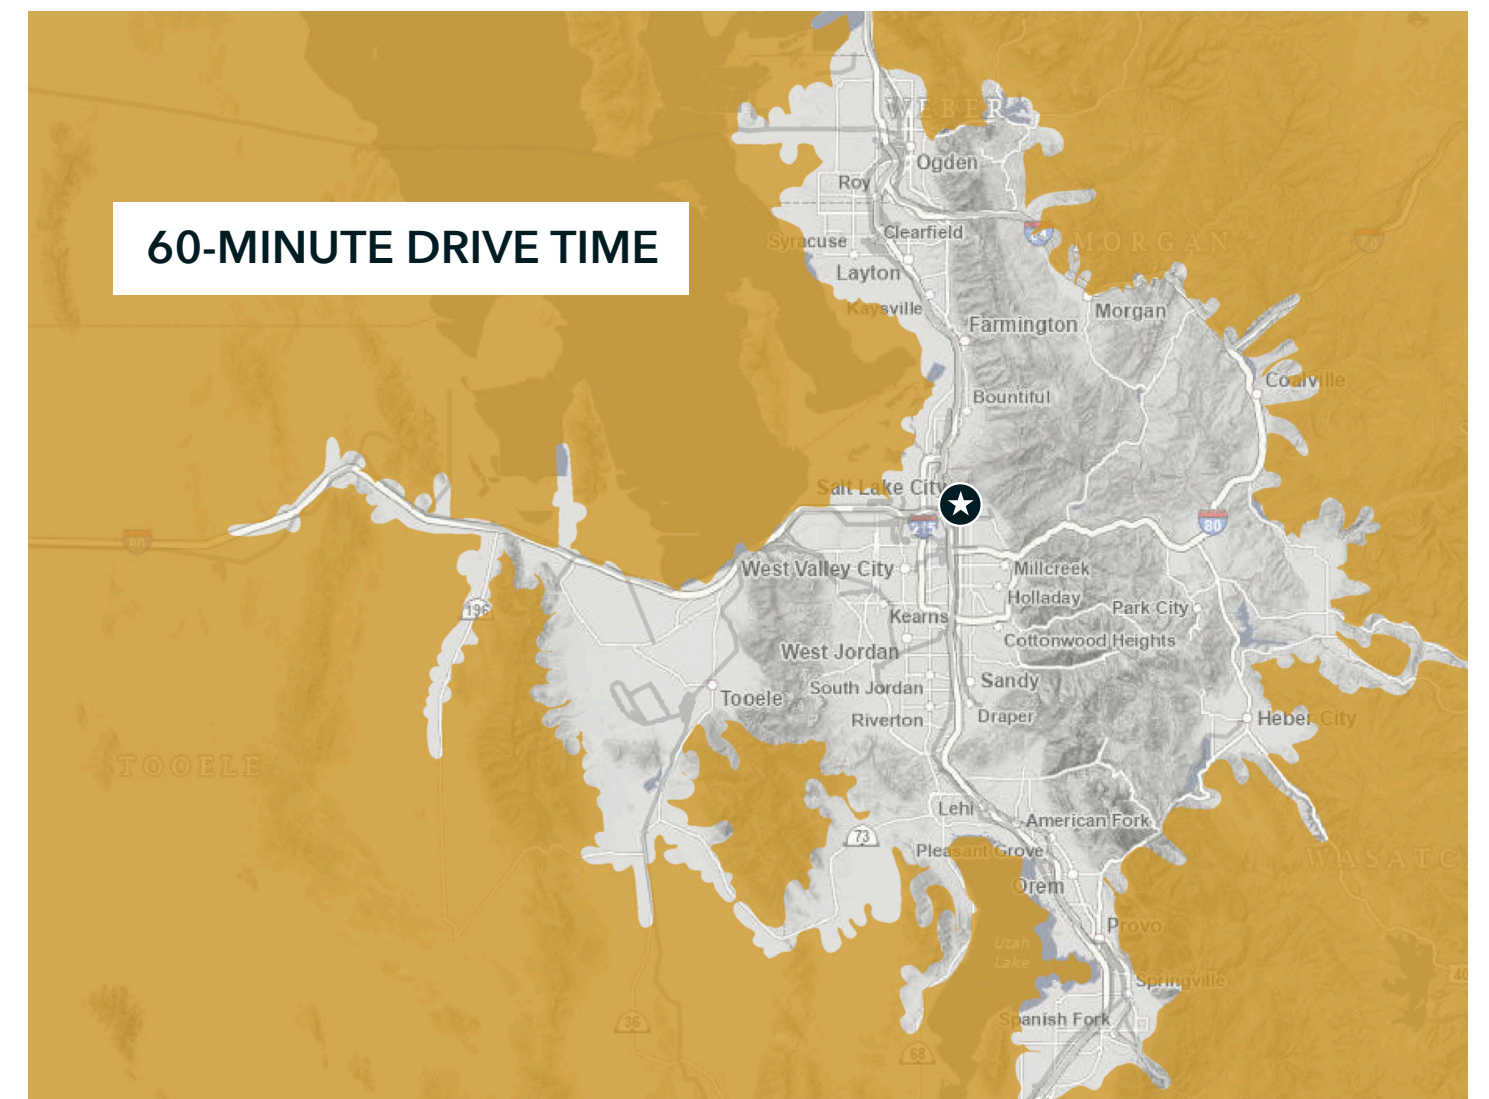 WEBER
Ogden
Roy
Clearfield
Syracuse
MORGAN
Layton
Kaysville
Morgan
Farmington
60-MINUTE DRIVE TIME
Coalville
Bountiful
Salt Lake City
215
80
80
West Valley City
Millcreek
Holladay
196
Park City
Kearns
Cottonwood Heights
West Jordan
Sandy
South Jordan
Tooele
Draper
Riverton
Heber City
TOOELE
Lehi
American Fork
73
Pleasant Grove
WASATC
Orem
Provo
Utah
Lake
40
Springville
Spanish Fork
36
68